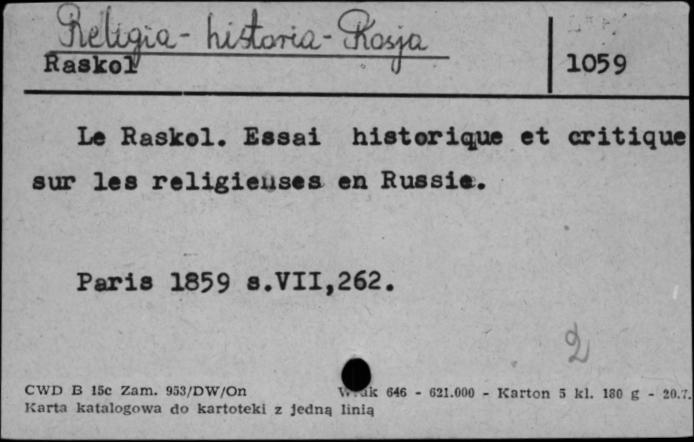 Religia - historia - Rosja
Raskol
1059
Le Raskol. Essai historique et critique
sur les religieuses en Russie.
Paris 1859 s.VII,262.
2
CWD B 15c Zam. 953/DW/On
646 - 621.000 - Karton 5 kl. 180 g - 20.7.
Karta katalogowa do kartoteki z jedną linią